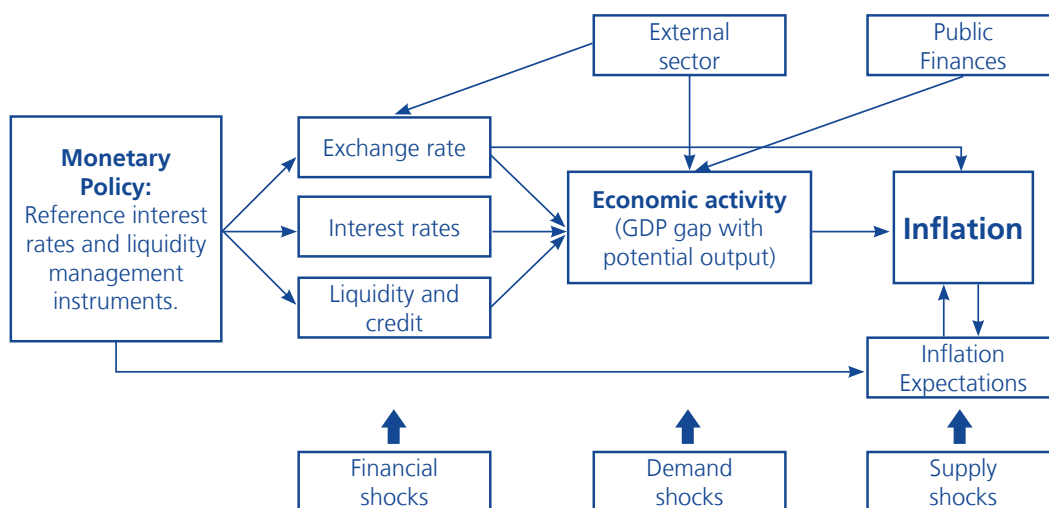 External
sector
Public
Finances
Monetary
Policy:
Reference interest
rates and liquidity
management
instruments.
Exchange rate
Interest rates
Liquidity and
credit
Economic activity
(GDP gap with
potential output)
Inflation
Inflation
Expectations
Financial
shocks
Demand
shocks
Supply
shocks